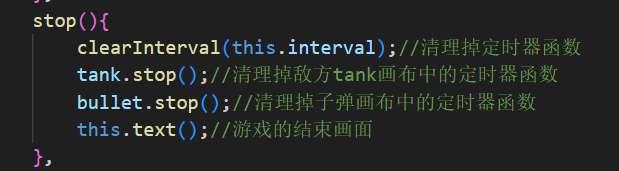 stop(){
clearInterval(this.interval);//清理掉定时器函数
tank.stop();//清理掉敌方tank画布中的定时器函数
bullet.stop();//清理掉子弹画布中的定时器函数
this.text();//游戏的结束画面
},